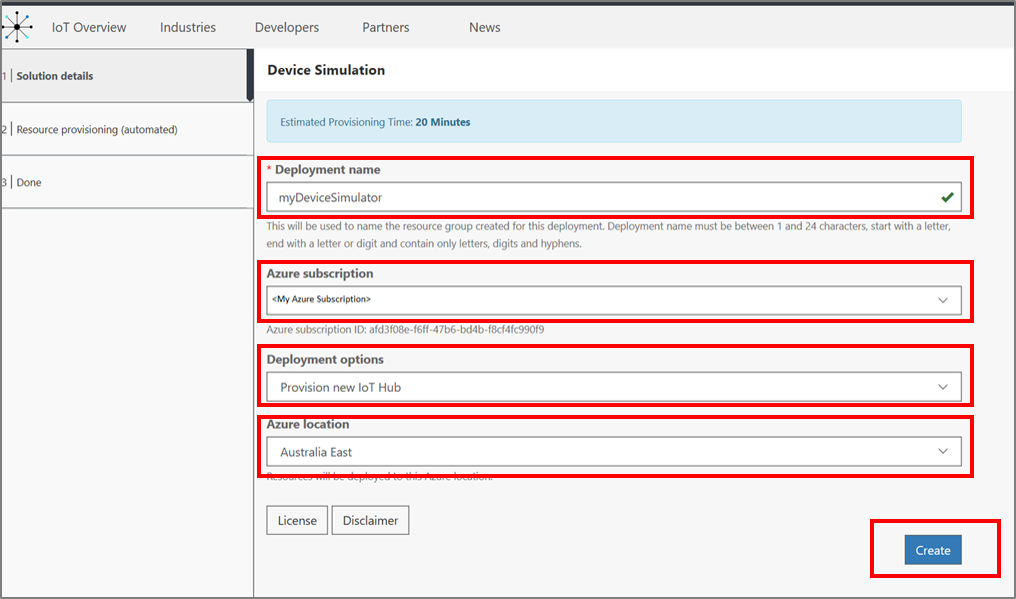 IoT Overview Industries Developers Partners News
1 Solution details
2 Resource provisioning (automated)
3 Done
Device Simulation
Estimated Provisioning Time: 20 Minutes
* Deployment name
myDeviceSimulator
This will be used to name the resource group created for this deployment. Deployment name must be between 1 and 24 characters, start with a letter,
end with a letter or digit and contain only letters, digits and hyphens.
Azure subscription
<My Azure Subscription>
Azure subscription ID: afd3f08e-f6ff-47b6-bd4b-f8cf4fc990f9
Deployment options
Provision new IoT Hub
Azure location
Australia East
Resources will be deployed to this Azure location.
License Disclaimer
Create